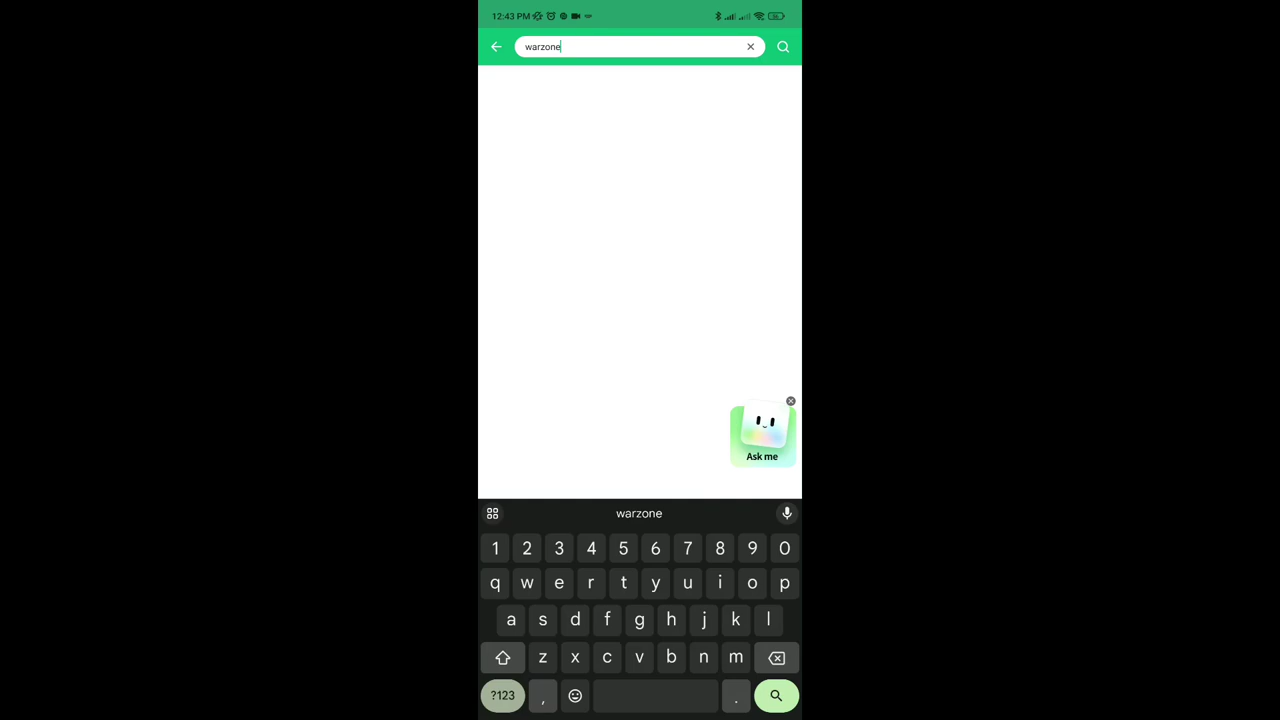 12:43 PM
warzone
Ask me
warzone
1 2 3 4 5 6 7 8 9 0
q w e r t y u i o p
a s d f g h j k l
z x c v b n m
?123 , .